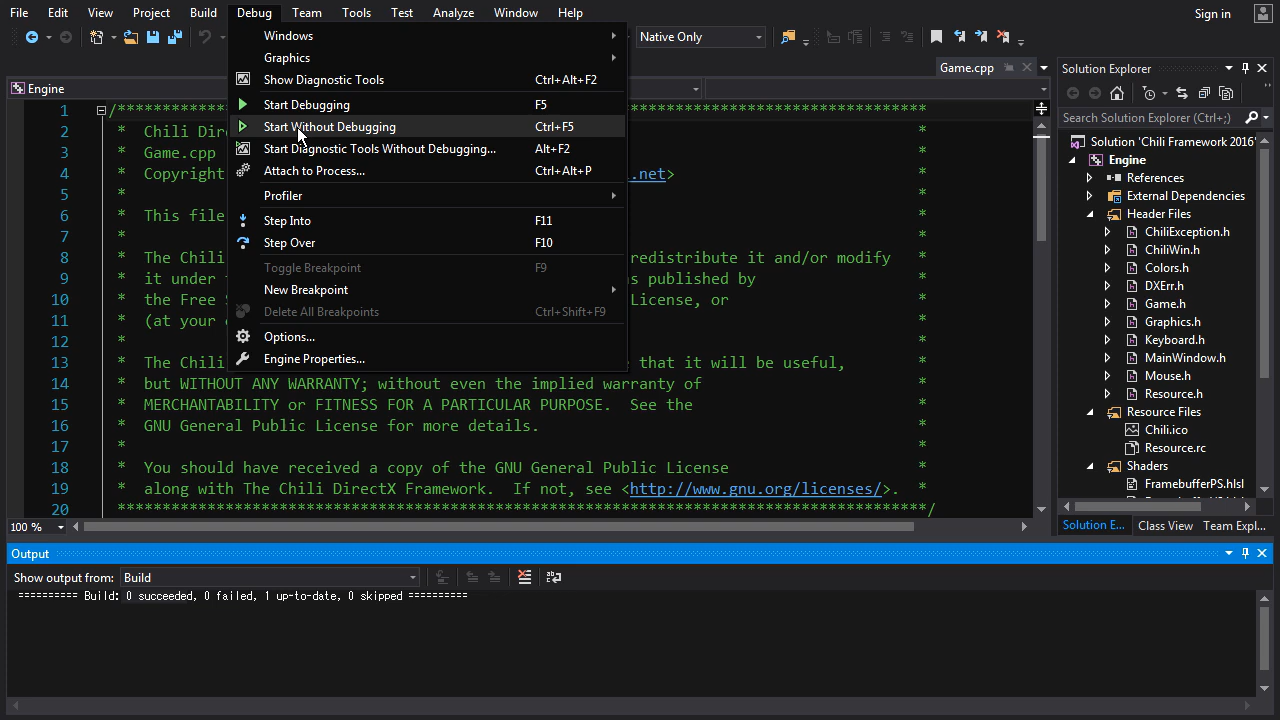 File Edit View Project Build Debug Team Tools Test Analyze Window Help Sign in
Native Only
Game.cpp
Engine
Windows
Graphics
Show Diagnostic Tools Ctrl+Alt+F2
Start Debugging F5
Start Without Debugging Ctrl+F5
Start Diagnostic Tools Without Debugging... Alt+F2
Attach to Process... Ctrl+Alt+P
Profiler
Step Into F11
Step Over F10
Toggle Breakpoint F9
New Breakpoint
Delete All Breakpoints Ctrl+Shift+F9
Options...
Engine Properties...
1 /******************************************************************************************
2 * Chili Dir *
3 * Game.cpp *
4 * Copyright .net> *
5 * *
6 * This file *
7 * *
8 * The Chili redistribute it and/or modify *
9 * it under s published by *
10 * the Free License, or *
11 * (at your *
12 * *
13 * The Chili that it will be useful, *
14 * but WITHOUT ANY WARRANTY; without even the implied warranty of *
15 * MERCHANTABILITY or FITNESS FOR A PARTICULAR PURPOSE. See the *
16 * GNU General Public License for more details. *
17 * *
18 * You should have received a copy of the GNU General Public License *
19 * along with The Chili DirectX Framework. If not, see <http://www.gnu.org/licenses/>. *
20 ******************************************************************************************/
100 %
Solution Explorer
Search Solution Explorer (Ctrl+;)
Solution 'Chili Framework 2016'
Engine
References
External Dependencies
Header Files
ChiliException.h
ChiliWin.h
Colors.h
DXErr.h
Game.h
Graphics.h
Keyboard.h
MainWindow.h
Mouse.h
Resource.h
Resource Files
Chili.ico
Resource.rc
Shaders
FramebufferPS.hlsl
Solution E... Class View Team Expl...
Output
Show output from: Build
========== Build: 0 succeeded, 0 failed, 1 up-to-date, 0 skipped ==========